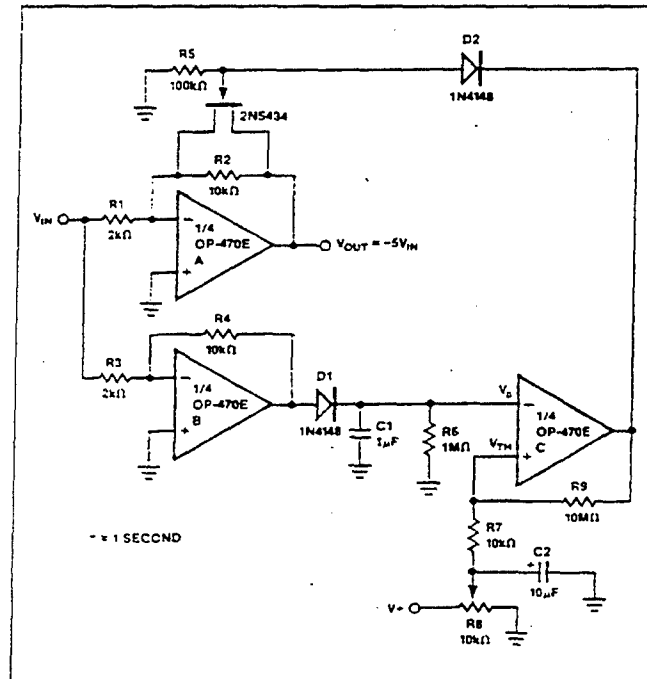 D2
R5
100kΩ
1N4148
2N5434
R2
10kΩ
R1
VIN
2kΩ
−
1/4
OP-470E
A
+
VOUT = −5VIN
R4
10kΩ
R3
2kΩ
−
1/4
OP-470E
B
+
D1
1N4148
C1
1µF
R6
1MΩ
−
1/4
OP-470E
C
+
VTH
R9
10MΩ
R7
10kΩ
1 SECOND
C2
+
10µF
V+
R8
10kΩ